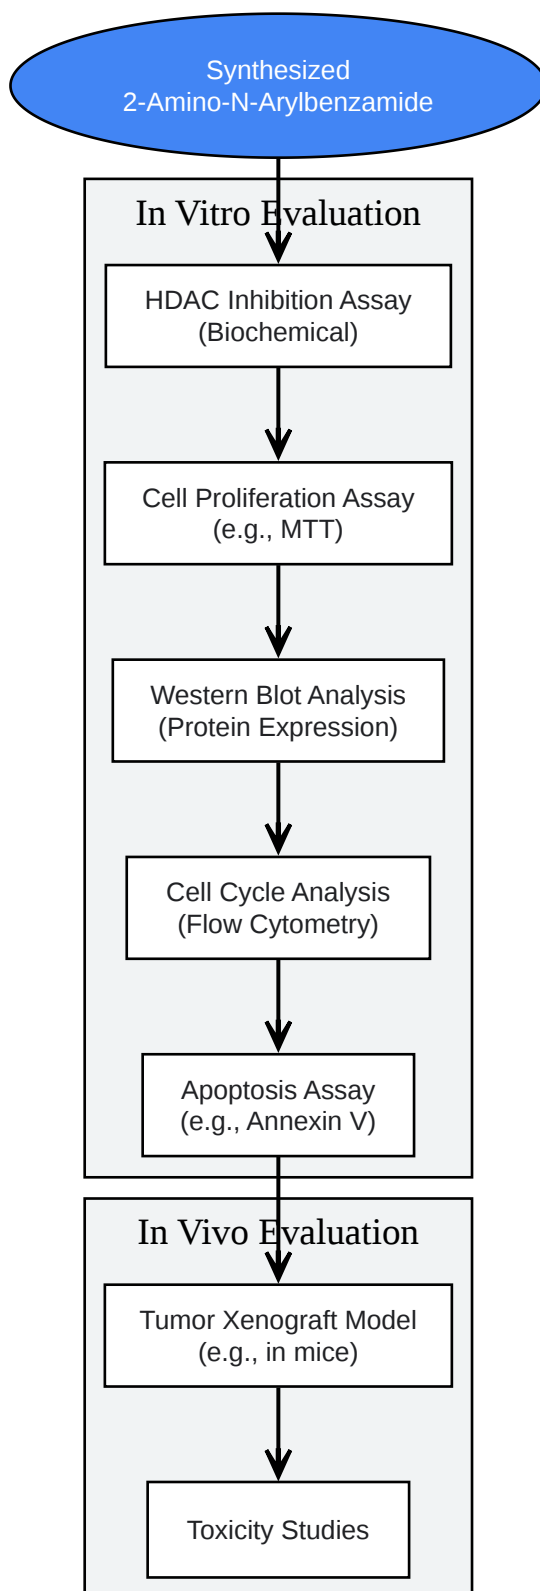 Synthesized
2-Amino-N-Arylbenzamide
In Vitro Evaluation
HDAC Inhibition Assay
(Biochemical)
Cell Proliferation Assay
(e.g., MTT)
Western Blot Analysis
(Protein Expression)
Cell Cycle Analysis
(Flow Cytometry)
Apoptosis Assay
(e.g., Annexin V)
In Vivo Evaluation
Tumor Xenograft Model
(e.g., in mice)
Toxicity Studies